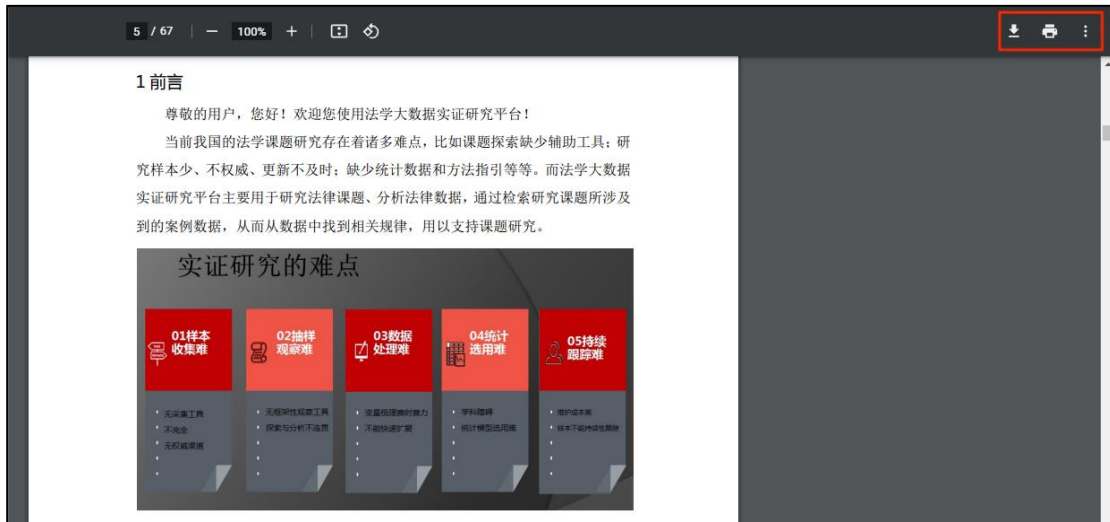 5 / 67 | − 100% + |
1 前言
尊敬的用户，您好！欢迎您使用法学大数据实证研究平台！
当前我国的法学课题研究存在着诸多难点，比如课题探索缺少辅助工具；研
究样本少、不权威、更新不及时；缺少统计数据和方法指引等等。而法学大数据
实证研究平台主要用于研究法律课题、分析法律数据，通过检索研究课题所涉及
到的案例数据，从而从数据中找到相关规律，用以支持课题研究。
实证研究的难点
01样本
收集难
• 无采集工具
• 不完全
• 无权威渠道
02抽样
观察难
• 无框架性观察工具
• 探索与分析不连贯
03数据
处理难
• 变量梳理费时费力
• 不能快速扩展
04统计
选用难
• 学科障碍
• 统计模型选用难
05持续
跟踪难
• 维护成本高
• 样本不能持续性跟踪